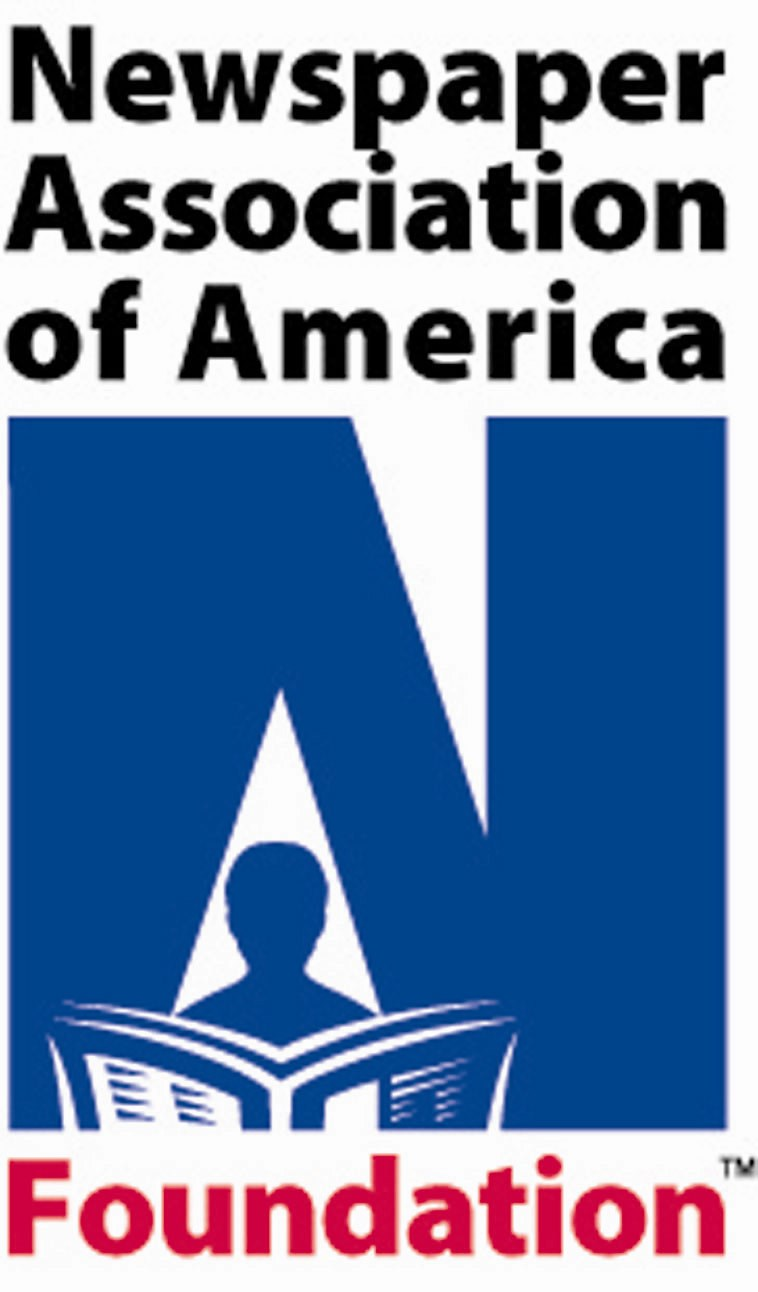 Newspaper
Association
of America
Foundation™